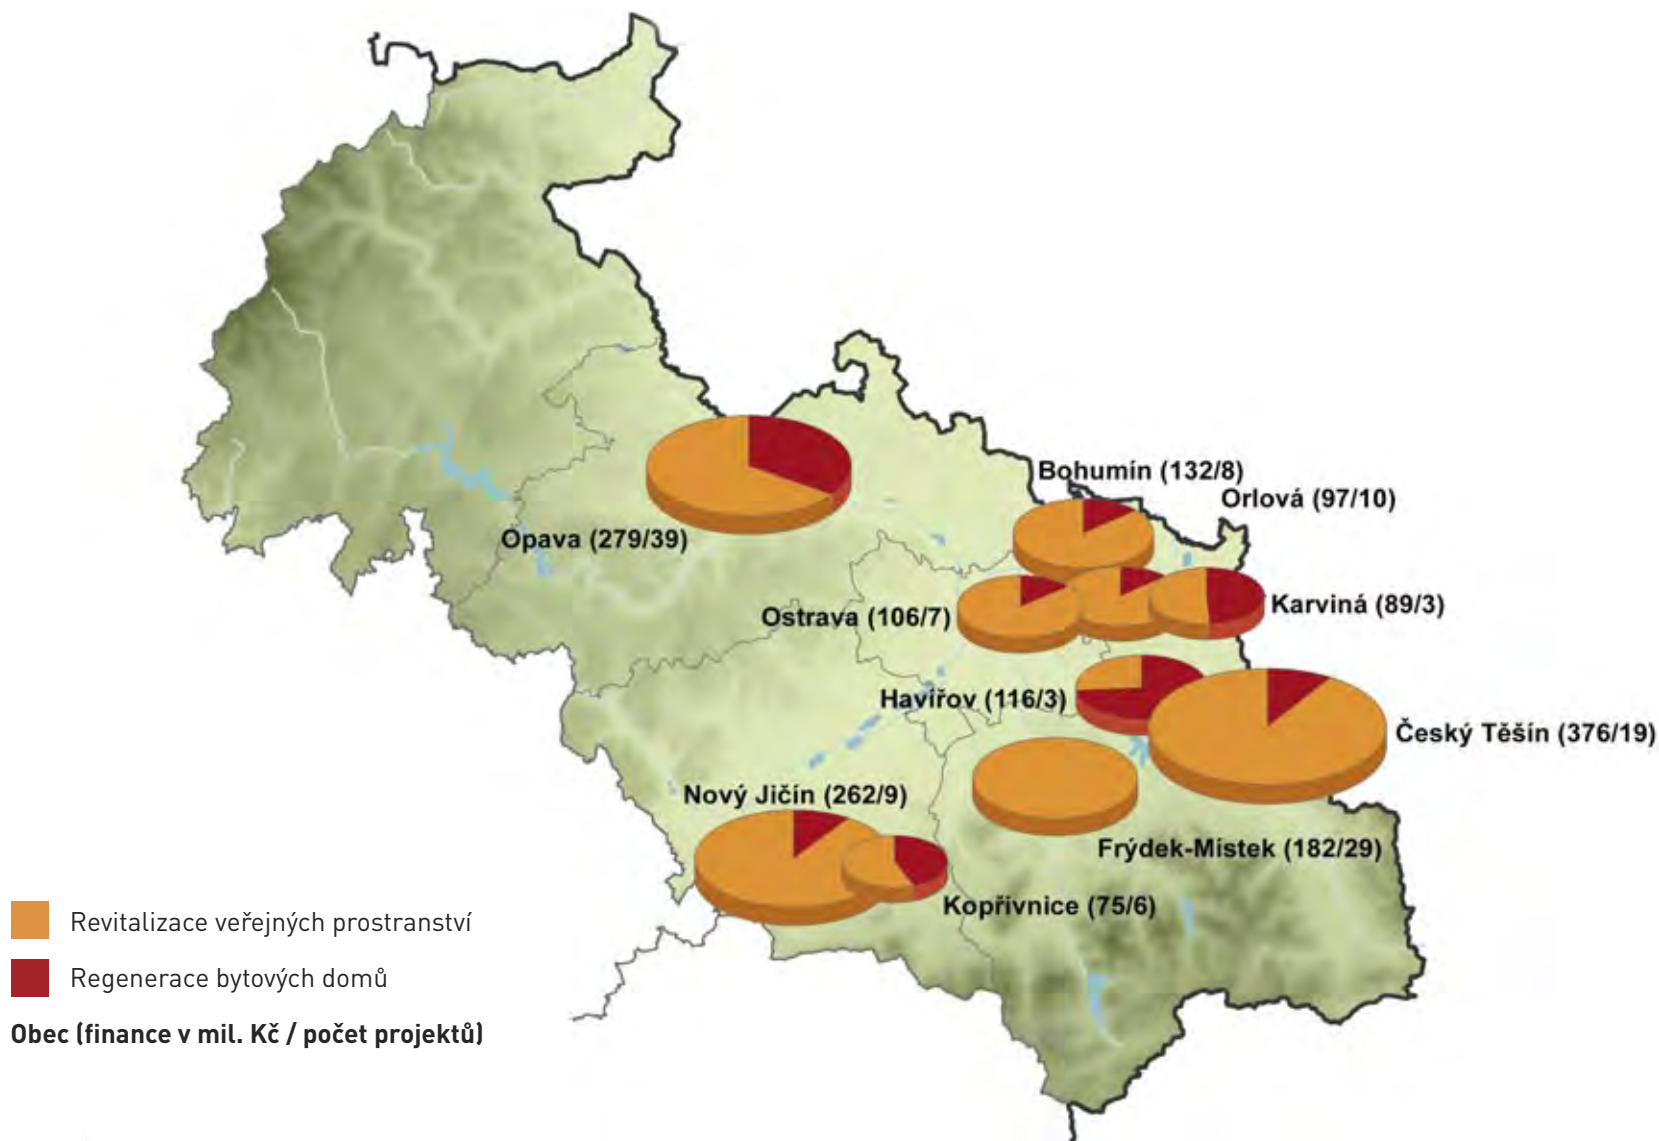 Bohumín (132/8)
Orlová (97/10)
Opava (279/39)
Ostrava (106/7)
Karviná (89/3)
Havířov (116/3)
Český Těšín (376/19)
Nový Jičín (262/9)
Frýdek-Místek (182/29)
Kopřivnice (75/6)
Revitalizace veřejných prostranství
Regenerace bytových domů
Obec (finance v mil. Kč / počet projektů)